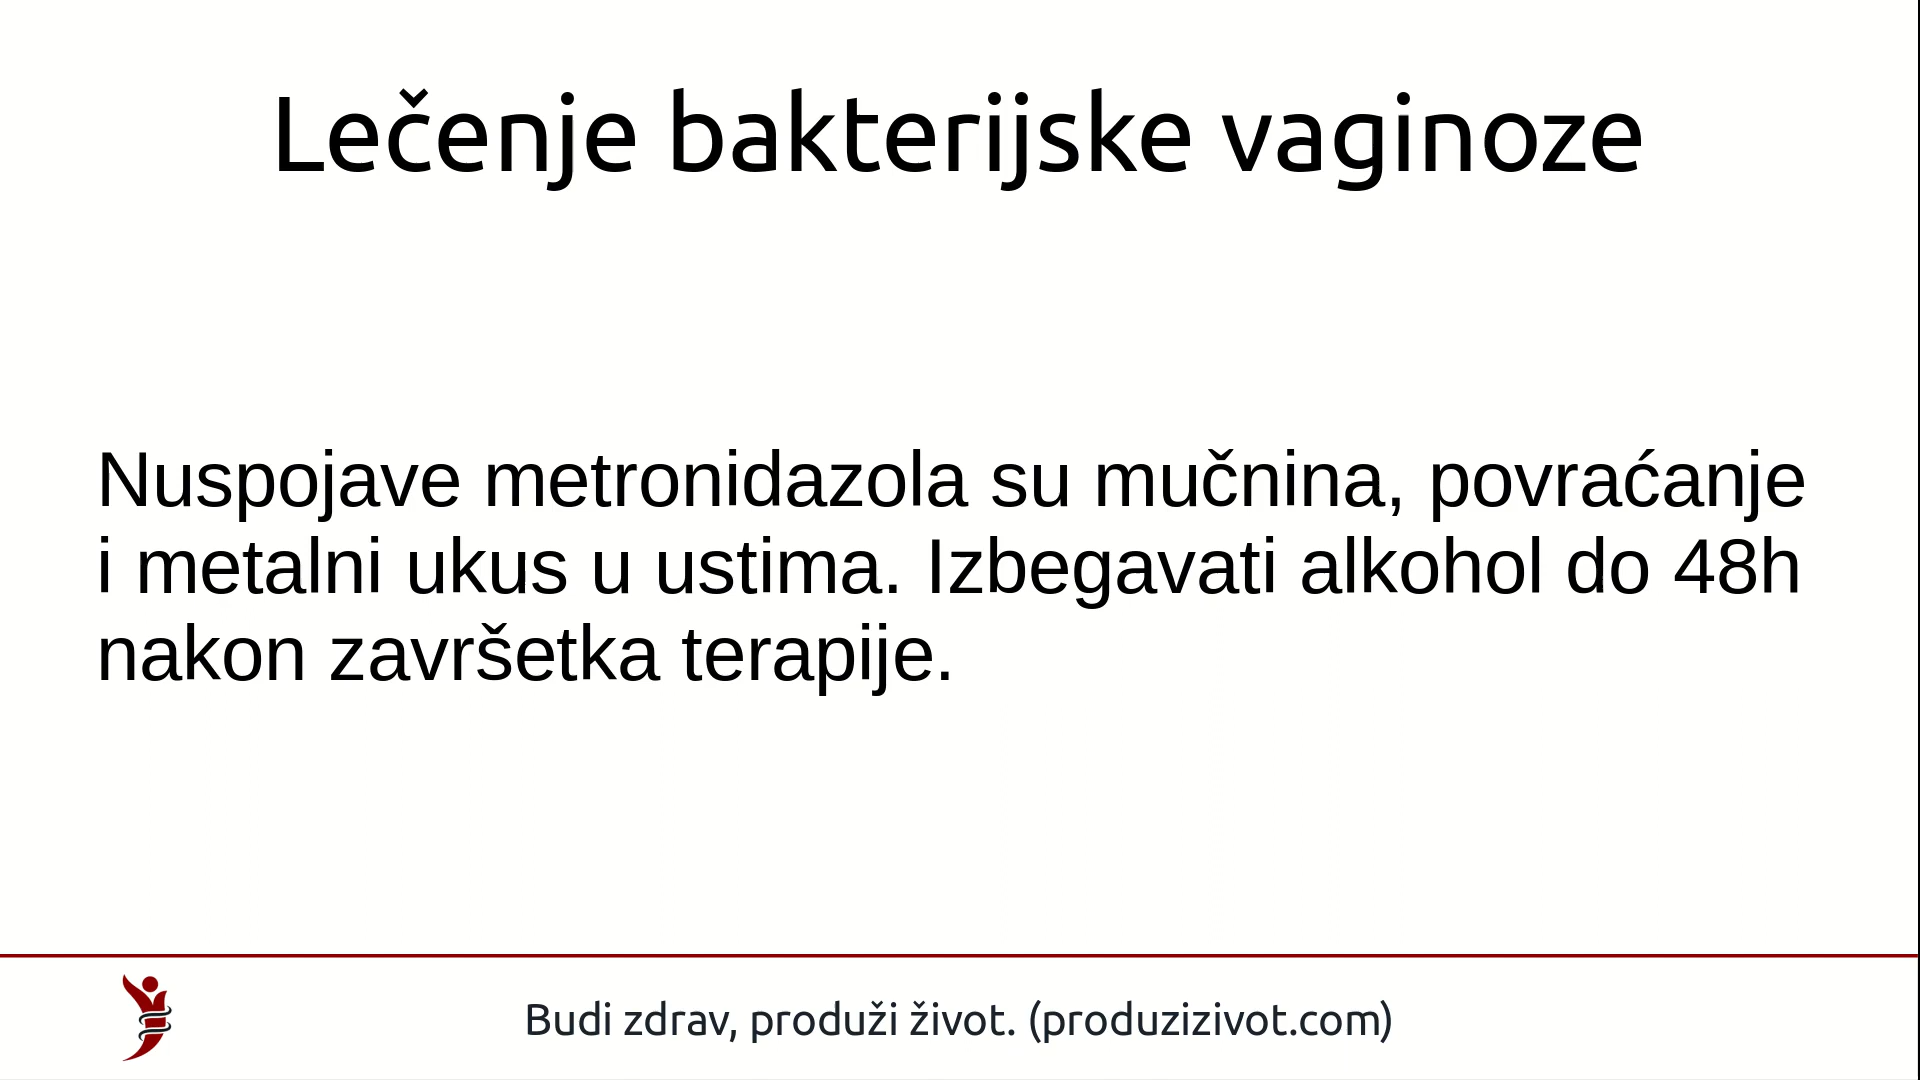 Lečenje bakterijske vaginoze
Nuspojave metronidazola su mučnina, povraćanje
i metalni ukus u ustima. Izbegavati alkohol do 48h
nakon završetka terapije.
Budi zdrav, produži život. (produzizivot.com)